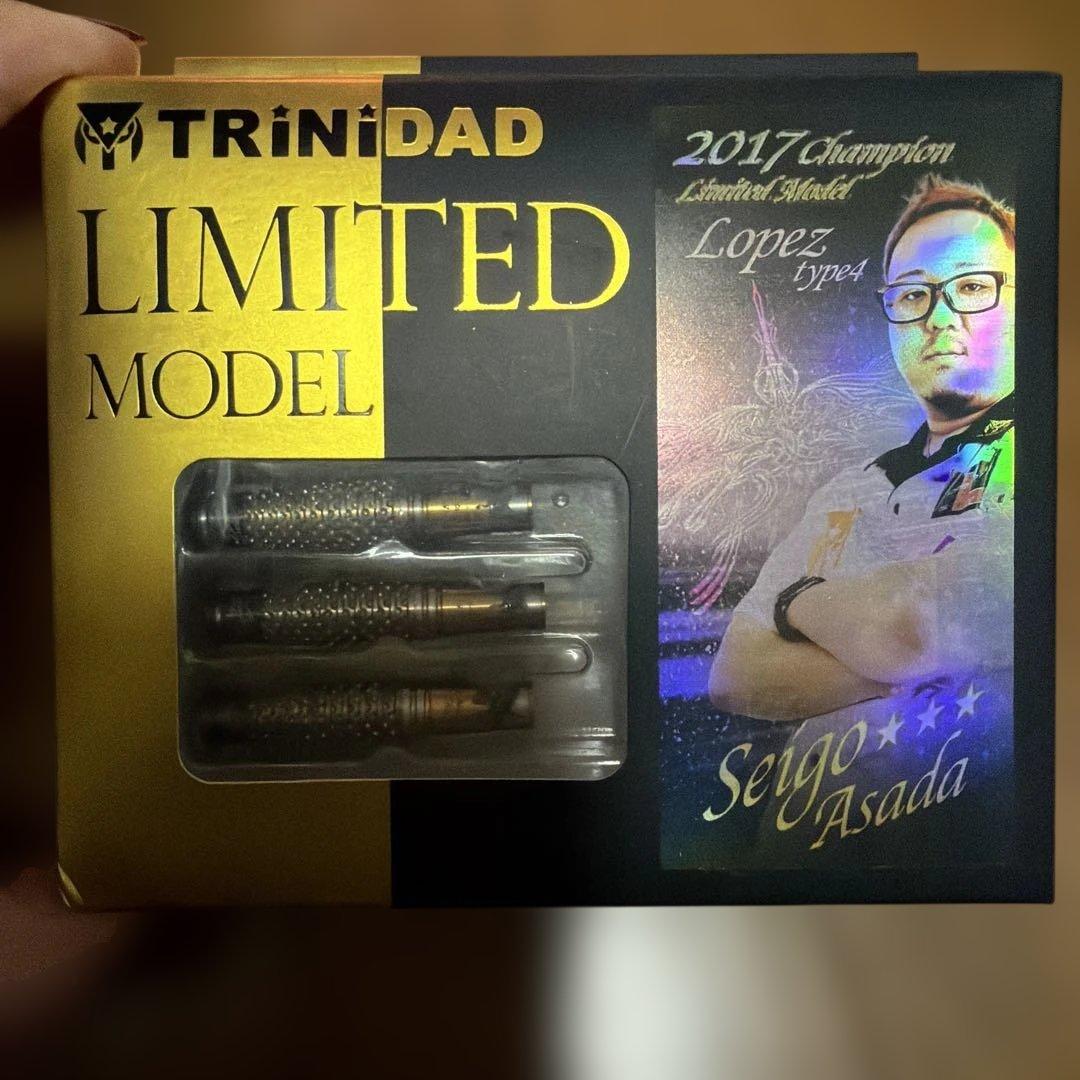 TRiNiDAD
LIMITED
MODEL
2017 Champion
Limited Model
Lopez
type4
Seigo
Asada